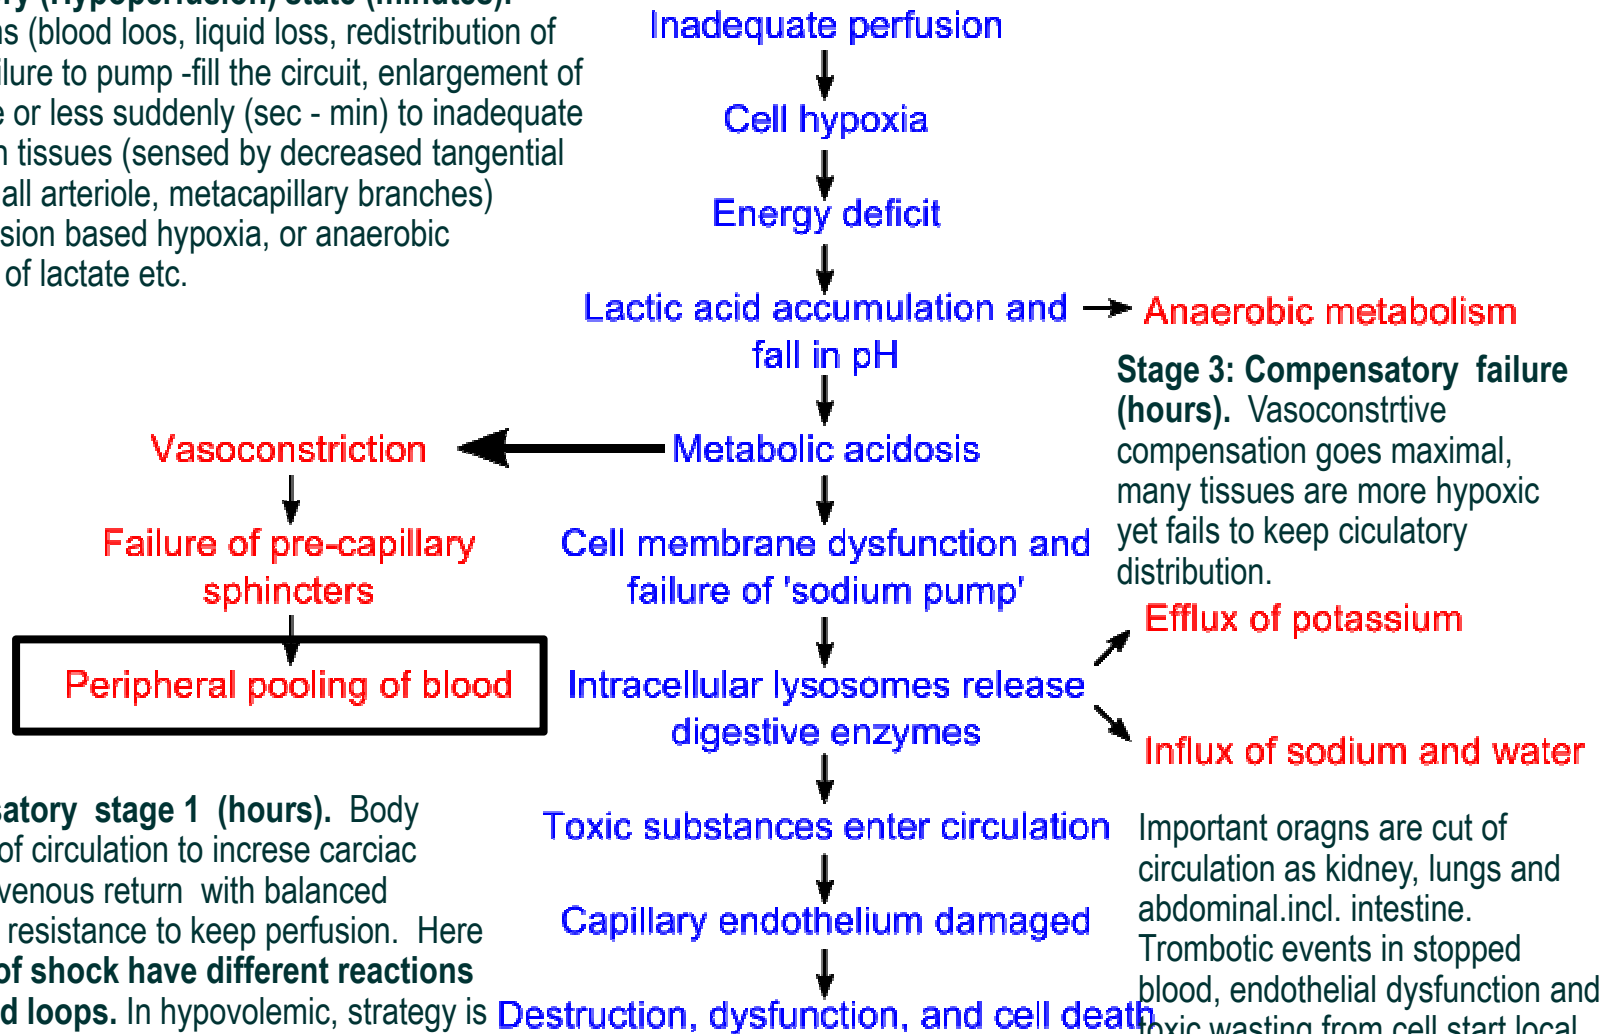 ry (Hypoperfusion) state (minutes).
ns (blood loos, liquid loss, redistribution of
ilure to pump -fill the circuit, enlargement of
e or less suddenly (sec - min) to inadequate
n tissues (sensed by decreased tangential
all arteriole, metacapillary branches)
sion based hypoxia, or anaerobic
of lactate etc.
Inadequate perfusion
Cell hypoxia
Energy deficit
Lactic acid accumulation and
fall in pH
Anaerobic metabolism
Stage 3: Compensatory failure
(hours). Vasoconstrtive
compensation goes maximal,
many tissues are more hypoxic
yet fails to keep ciculatory
distribution.
Vasoconstriction
Metabolic acidosis
Failure of pre-capillary
sphincters
Cell membrane dysfunction and
failure of 'sodium pump'
Efflux of potassium
Peripheral pooling of blood
Intracellular lysosomes release
digestive enzymes
Influx of sodium and water
satory stage 1 (hours). Body
of circulation to increse carciac
venous return with balanced
resistance to keep perfusion. Here
of shock have different reactions
d loops. In hypovolemic, strategy is
Toxic substances enter circulation
Capillary endothelium damaged
Destruction, dysfunction, and cell death
Important oragns are cut of
circulation as kidney, lungs and
abdominal.incl. intestine.
Trombotic events in stopped
blood, endothelial dysfunction and
toxic wasting from cell start local